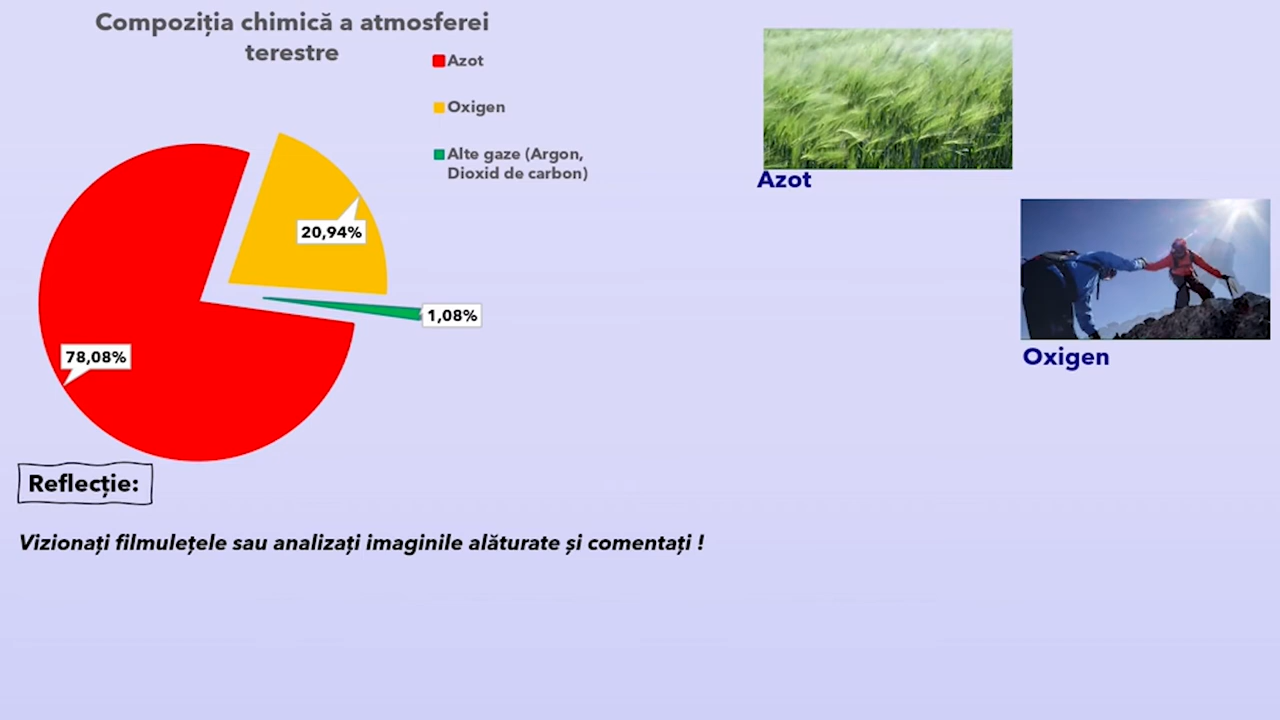 Compoziția chimică a atmosferei
terestre
Azot
Oxigen
Alte gaze (Argon,
Dioxid de carbon)
20,94%
1,08%
78,08%
Azot
Oxigen
Reflecție:
Vizionați filmulețele sau analizați imaginile alăturate și comentați !